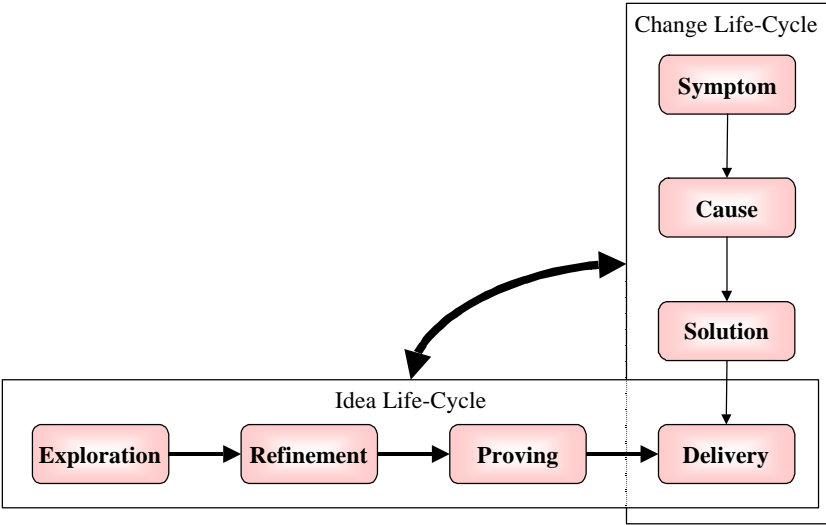 Change Life-Cycle
Symptom
Cause
Solution
Idea Life-Cycle
Exploration
Refinement
Proving
Delivery